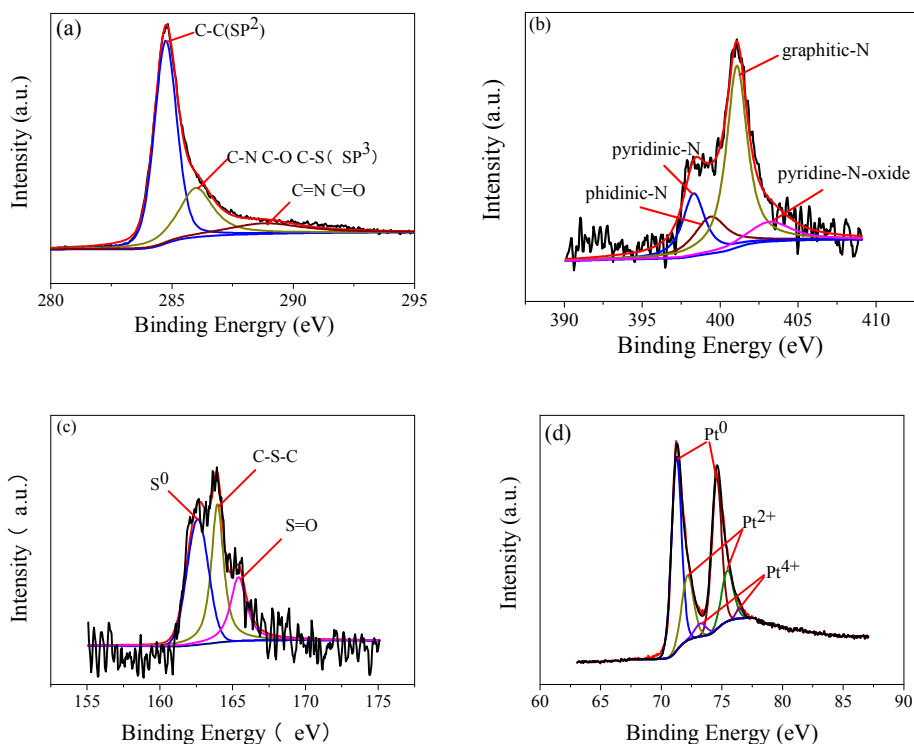 (a)
C-C(SP2)
C-N C-O C-S( SP3)
C=N C=O
Intensity (a.u.)
280 285 290 295
Binding Energry (eV)
(b)
graphitic-N
pyridinic-N
phidinic-N
pyridine-N-oxide
Intensity (a.u.)
390 395 400 405 410
Binding Energy (eV)
(c)
S0
C-S-C
S=O
Intensity ( a.u.)
155 160 165 170 175
Binding Energy ( eV)
(d)
Pt0
Pt2+
Pt4+
Intensity (a.u.)
60 65 70 75 80 85 90
Binding Energy (eV)